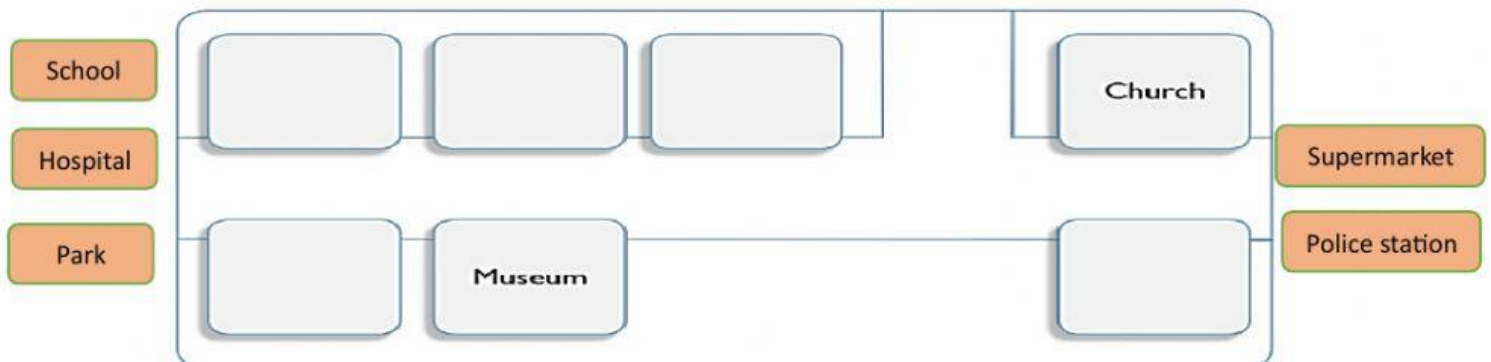 School
Hospital
Park
Church
Museum
Supermarket
Police station